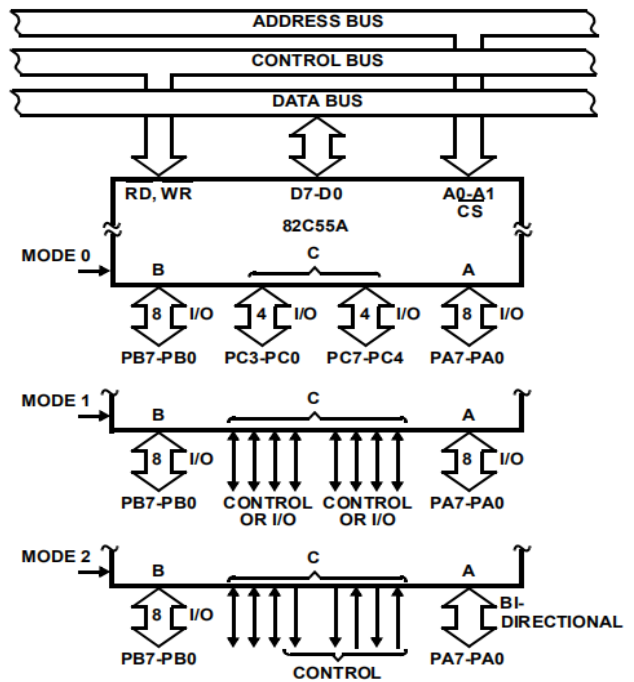 ADDRESS BUS
CONTROL BUS
DATA BUS
RD, WR D7-D0 A0-A1
CS
82C55A
MODE 0
B C A
8 I/O 4 I/O 4 I/O 8 I/O
PB7-PB0 PC3-PC0 PC7-PC4 PA7-PA0
MODE 1
B C A
8 I/O 8 I/O
PB7-PB0 CONTROL CONTROL PA7-PA0
OR I/O OR I/O
MODE 2
B C A
8 I/O BI-
DIRECTIONAL
PB7-PB0 PA7-PA0
CONTROL